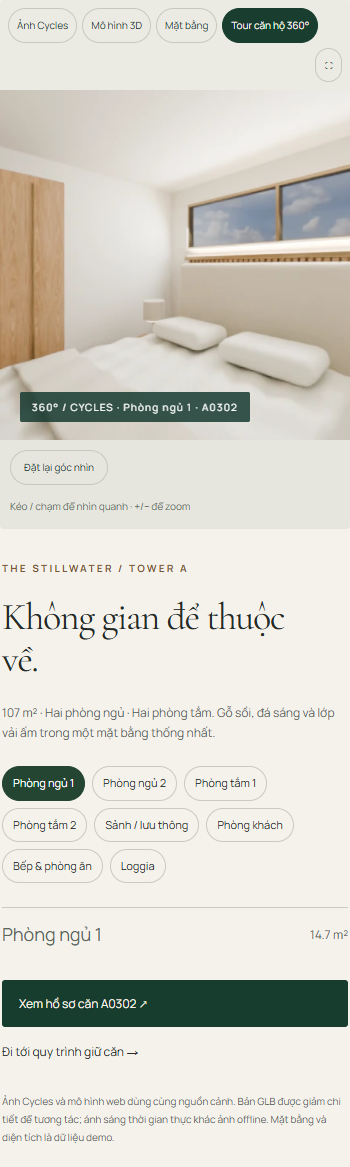 Ảnh Cycles Mô hình 3D Mặt bằng Tour căn hộ 360°
360° / CYCLES · Phòng ngủ 1 · A0302
Đặt lại góc nhìn
Kéo / chạm để nhìn quanh · +/− để zoom
THE STILLWATER / TOWER A
Không gian để thuộc
về.
107 m² · Hai phòng ngủ · Hai phòng tắm. Gỗ sồi, đá sáng và lớp
vải ấm trong một mặt bằng thống nhất.
Phòng ngủ 1 Phòng ngủ 2 Phòng tắm 1
Phòng tắm 2 Sảnh / lưu thông Phòng khách
Bếp & phòng ăn Loggia
Phòng ngủ 1 14.7 m²
Xem hồ sơ căn A0302 ↗
Đi tới quy trình giữ căn →
Ảnh Cycles và mô hình web dùng cùng nguồn cảnh. Bản GLB được giảm chi
tiết để tương tác; ánh sáng thời gian thực khác ảnh offline. Mặt bằng và
diện tích là dữ liệu demo.